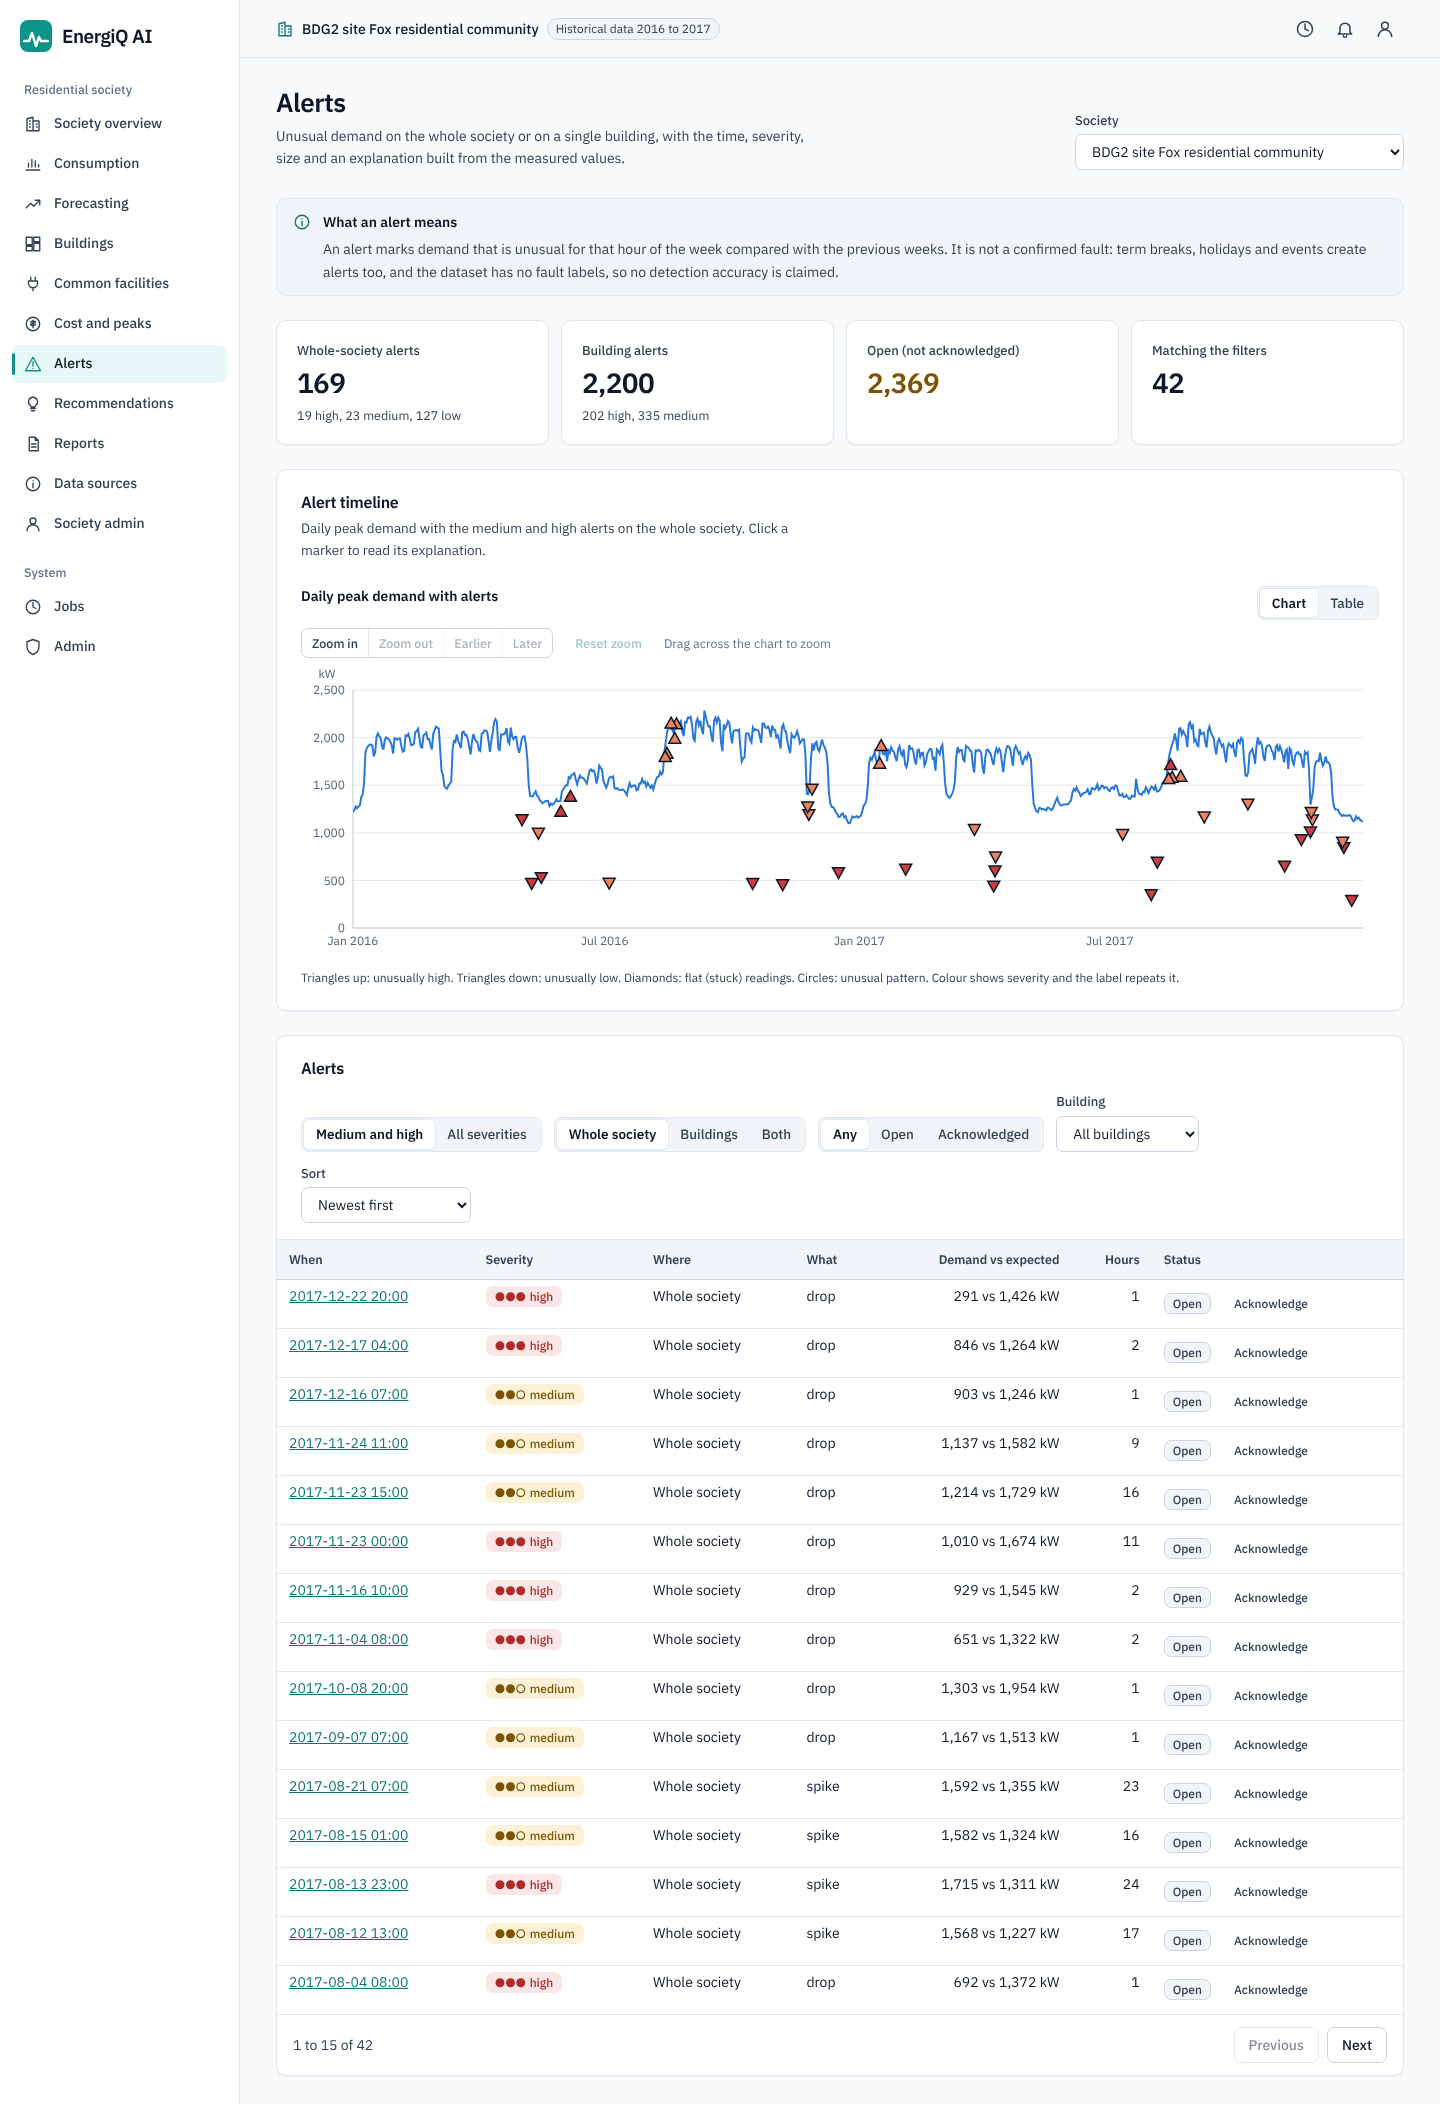 EnergiQ AI
Residential society
Society overview
Consumption
Forecasting
Buildings
Common facilities
Cost and peaks
Alerts
Recommendations
Reports
Data sources
Society admin
System
Jobs
Admin
BDG2 site Fox residential community
Historical data 2016 to 2017
Alerts
Unusual demand on the whole society or on a single building, with the time, severity,
size and an explanation built from the measured values.
Society
BDG2 site Fox residential community
What an alert means
An alert marks demand that is unusual for that hour of the week compared with the previous weeks. It is not a confirmed fault: term breaks, holidays and events create
alerts too, and the dataset has no fault labels, so no detection accuracy is claimed.
Whole-society alerts
169
19 high, 23 medium, 127 low
Building alerts
2,200
202 high, 335 medium
Open (not acknowledged)
2,369
Matching the filters
42
Alert timeline
Daily peak demand with the medium and high alerts on the whole society. Click a
marker to read its explanation.
Daily peak demand with alerts
Chart Table
Zoom in Zoom out Earlier Later Reset zoom Drag across the chart to zoom
kW
2,500
2,000
1,500
1,000
500
0
Jan 2016 Jul 2016 Jan 2017 Jul 2017
Triangles up: unusually high. Triangles down: unusually low. Diamonds: flat (stuck) readings. Circles: unusual pattern. Colour shows severity and the label repeats it.
Alerts
Building
Medium and high All severities Whole society Buildings Both Any Open Acknowledged All buildings
Sort
Newest first
When Severity Where What Demand vs expected Hours Status
2017-12-22 20:00 high Whole society drop 291 vs 1,426 kW 1 Open Acknowledge
2017-12-17 04:00 high Whole society drop 846 vs 1,264 kW 2 Open Acknowledge
2017-12-16 07:00 medium Whole society drop 903 vs 1,246 kW 1 Open Acknowledge
2017-11-24 11:00 medium Whole society drop 1,137 vs 1,582 kW 9 Open Acknowledge
2017-11-23 15:00 medium Whole society drop 1,214 vs 1,729 kW 16 Open Acknowledge
2017-11-23 00:00 high Whole society drop 1,010 vs 1,674 kW 11 Open Acknowledge
2017-11-16 10:00 high Whole society drop 929 vs 1,545 kW 2 Open Acknowledge
2017-11-04 08:00 high Whole society drop 651 vs 1,322 kW 2 Open Acknowledge
2017-10-08 20:00 medium Whole society drop 1,303 vs 1,954 kW 1 Open Acknowledge
2017-09-07 07:00 medium Whole society drop 1,167 vs 1,513 kW 1 Open Acknowledge
2017-08-21 07:00 medium Whole society spike 1,592 vs 1,355 kW 23 Open Acknowledge
2017-08-15 01:00 medium Whole society spike 1,582 vs 1,324 kW 16 Open Acknowledge
2017-08-13 23:00 high Whole society spike 1,715 vs 1,311 kW 24 Open Acknowledge
2017-08-12 13:00 medium Whole society spike 1,568 vs 1,227 kW 17 Open Acknowledge
2017-08-04 08:00 high Whole society drop 692 vs 1,372 kW 1 Open Acknowledge
1 to 15 of 42 Previous Next